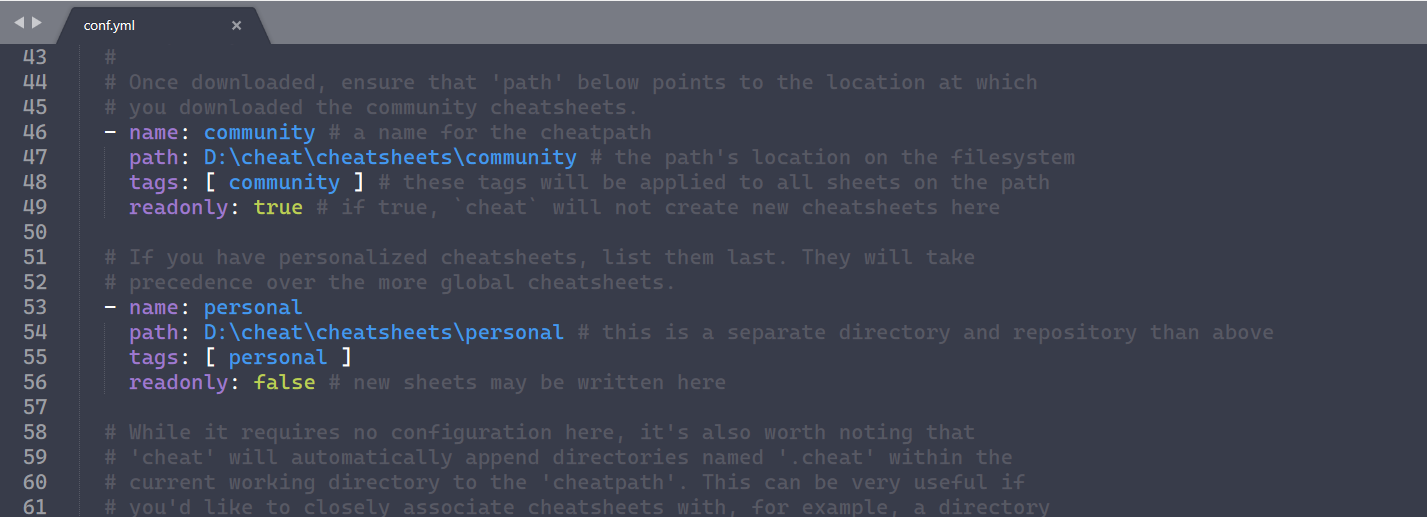 conf.yml ×
43 #
44 # Once downloaded, ensure that 'path' below points to the location at which
45 # you downloaded the community cheatsheets.
46 - name: community # a name for the cheatpath
47 path: D:\cheat\cheatsheets\community # the path's location on the filesystem
48 tags: [ community ] # these tags will be applied to all sheets on the path
49 readonly: true # if true, `cheat` will not create new cheatsheets here
50
51 # If you have personalized cheatsheets, list them last. They will take
52 # precedence over the more global cheatsheets.
53 - name: personal
54 path: D:\cheat\cheatsheets\personal # this is a separate directory and repository than above
55 tags: [ personal ]
56 readonly: false # new sheets may be written here
57
58 # While it requires no configuration here, it's also worth noting that
59 # 'cheat' will automatically append directories named '.cheat' within the
60 # current working directory to the 'cheatpath'. This can be very useful if
61 # you'd like to closely associate cheatsheets with, for example, a directory